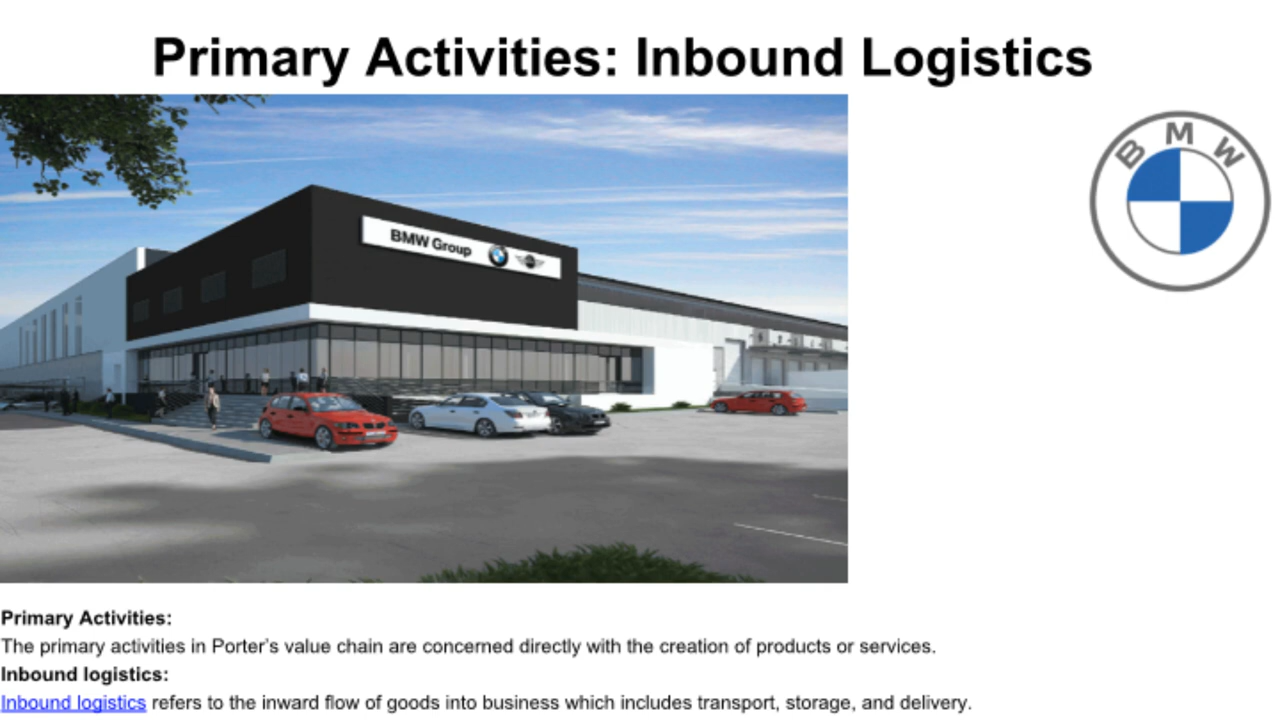 Primary Activities: Inbound Logistics
BMW
BMW Group
Primary Activities:
The primary activities in Porter’s value chain are concerned directly with the creation of products or services.
Inbound logistics:
Inbound logistics refers to the inward flow of goods into business which includes transport, storage, and delivery.